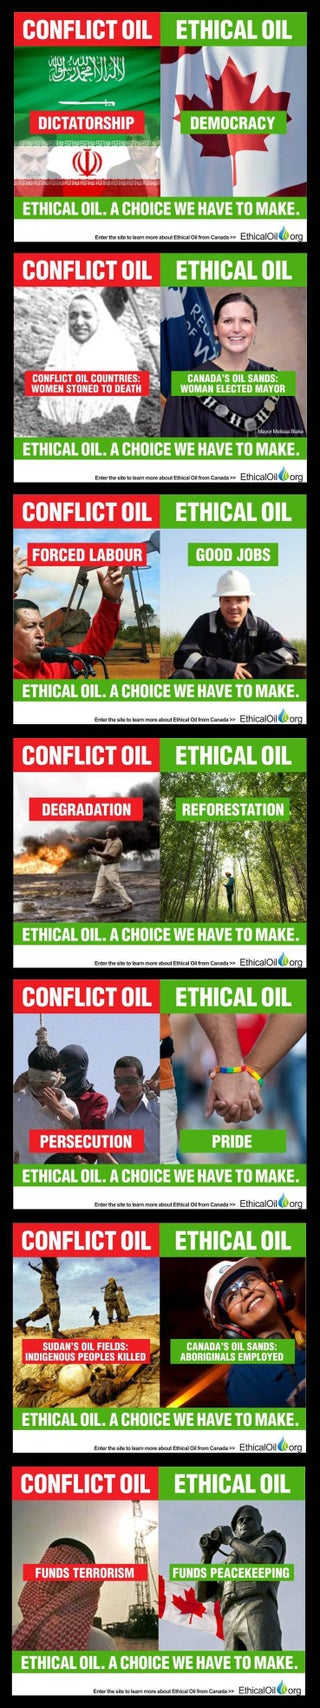 CONFLICT OIL ETHICAL OIL
DICTATORSHIP DEMOCRACY
ETHICAL OIL. A CHOICE WE HAVE TO MAKE.
Enter the site to learn more about Ethical Oil from Canada >> EthicalOil org
CONFLICT OIL ETHICAL OIL
CONFLICT OIL COUNTRIES: CANADA'S OIL SANDS:
WOMEN STONED TO DEATH WOMAN ELECTED MAYOR
Mayor Melissa Blake
ETHICAL OIL. A CHOICE WE HAVE TO MAKE.
Enter the site to learn more about Ethical Oil from Canada >> EthicalOil org
CONFLICT OIL ETHICAL OIL
FORCED LABOUR GOOD JOBS
ETHICAL OIL. A CHOICE WE HAVE TO MAKE.
Enter the site to learn more about Ethical Oil from Canada >> EthicalOil org
CONFLICT OIL ETHICAL OIL
DEGRADATION REFORESTATION
ETHICAL OIL. A CHOICE WE HAVE TO MAKE.
Enter the site to learn more about Ethical Oil from Canada >> EthicalOil org
CONFLICT OIL ETHICAL OIL
PERSECUTION PRIDE
ETHICAL OIL. A CHOICE WE HAVE TO MAKE.
Enter the site to learn more about Ethical Oil from Canada >> EthicalOil org
CONFLICT OIL ETHICAL OIL
SUDAN'S OIL FIELDS: CANADA'S OIL SANDS:
INDIGENOUS PEOPLES KILLED ABORIGINALS EMPLOYED
ETHICAL OIL. A CHOICE WE HAVE TO MAKE.
Enter the site to learn more about Ethical Oil from Canada >> EthicalOil org
CONFLICT OIL ETHICAL OIL
FUNDS TERRORISM FUNDS PEACEKEEPING
ETHICAL OIL. A CHOICE WE HAVE TO MAKE.
Enter the site to learn more about Ethical Oil from Canada >> EthicalOil org